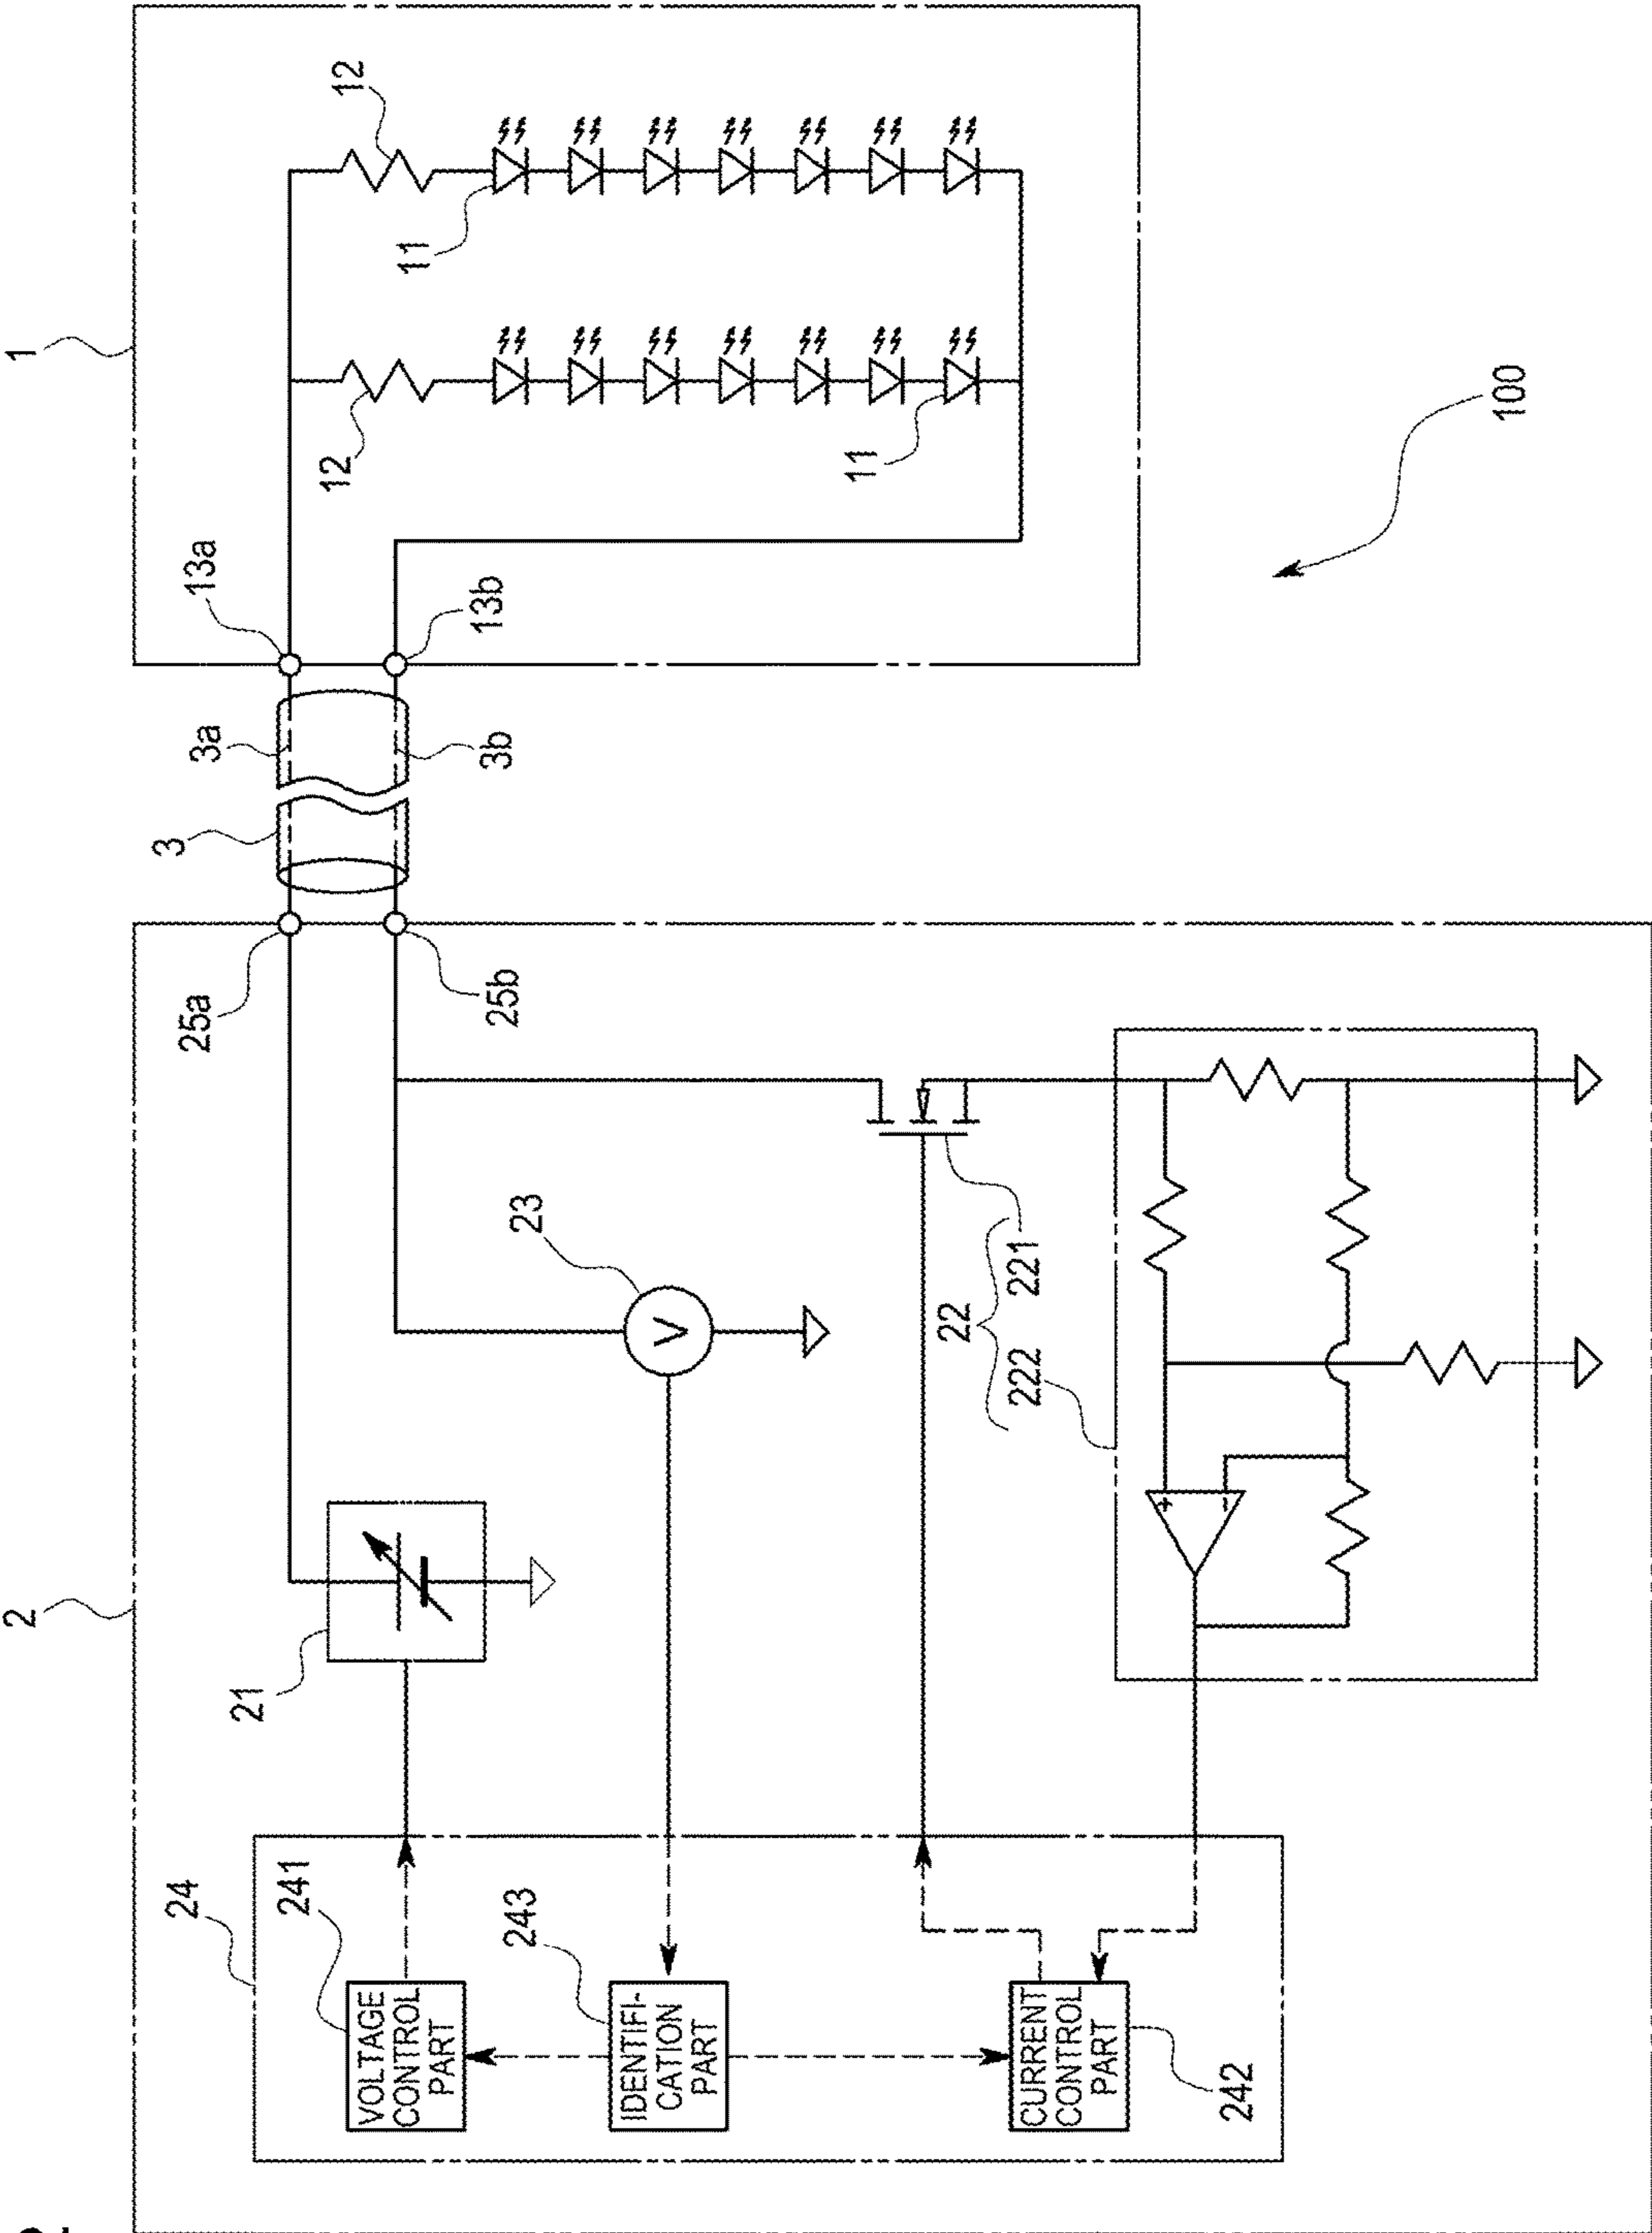 2
1
24
241
VOLTAGE
CONTROL
PART
21
25a
3
3a
13a
12
12
243
IDENTIFI-
CATION
PART
23
25b
3b
13b
11
11
22
222
221
CURRENT
CONTROL
PART
242
V
+
−
100